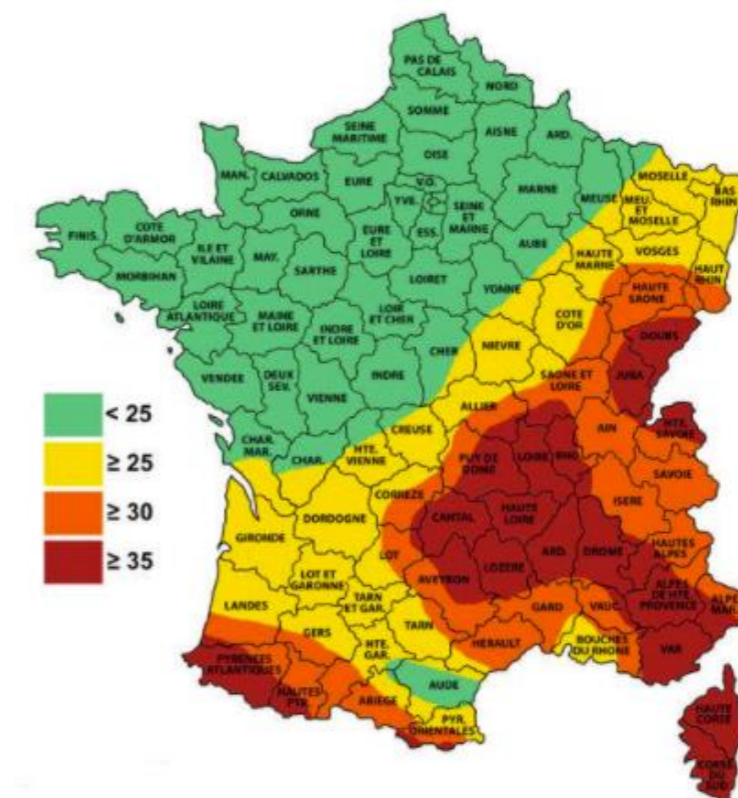 PAS DE
CALAIS
NORD
SOMME
SEINE
MARITIME
AISNE
ARD.
OISE
MAN.
CALVADOS
EURE
V.O.
MARNE
MEUSE
MOSELLE
BAS
RHIN
MEU.
ET
MOSELLE
YVE.
SEINE
ET
MARNE
ESS.
ORNE
FINIS.
COTE
D'ARMOR
ILE ET
VILAINE
MAY.
EURE
ET
LOIRE
AUBE
HAUTE
MARNE
VOSGES
HAUT
RHIN
MORBIHAN
SARTHE
LOIRET
YONNE
HAUTE
SAONE
LOIRE
ATLANTIQUE
MAINE
ET LOIRE
LOIR
ET CHER
INDRE
ET LOIRE
COTE
D'OR
DOUBS
CHER
NIEVRE
VENDEE
DEUX
SEV.
VIENNE
INDRE
SAONE ET
LOIRE
JURA
ALLIER
< 25
≥ 25
≥ 30
≥ 35
CHAR.
MAR.
CHAR.
HTE.
VIENNE
CREUSE
PUY DE
DOME
LOIRE
RHO
AIN
HTE.
SAVOIE
SAVOIE
CORREZE
ISERE
DORDOGNE
CANTAL
HAUTE
LOIRE
GIRONDE
LOT
ARD.
DROME
HAUTES
ALPES
LOT ET
GARONNE
AVEYRON
LOZERE
ALPES
DE HTE.
PROVENCE
ALPE
MAR.
LANDES
TARN
ET GAR.
TARN
GARD
VAUC.
GERS
HTE.
GAR.
HERAULT
BOUCHES
DU RHONE
VAR
PYRENEES
ATLANTIQUES
HAUTES
PYR.
ARIEGE
AUDE
PYR.
ORIENTALES
HAUTE
CORSE
CORSE
DU
SUD